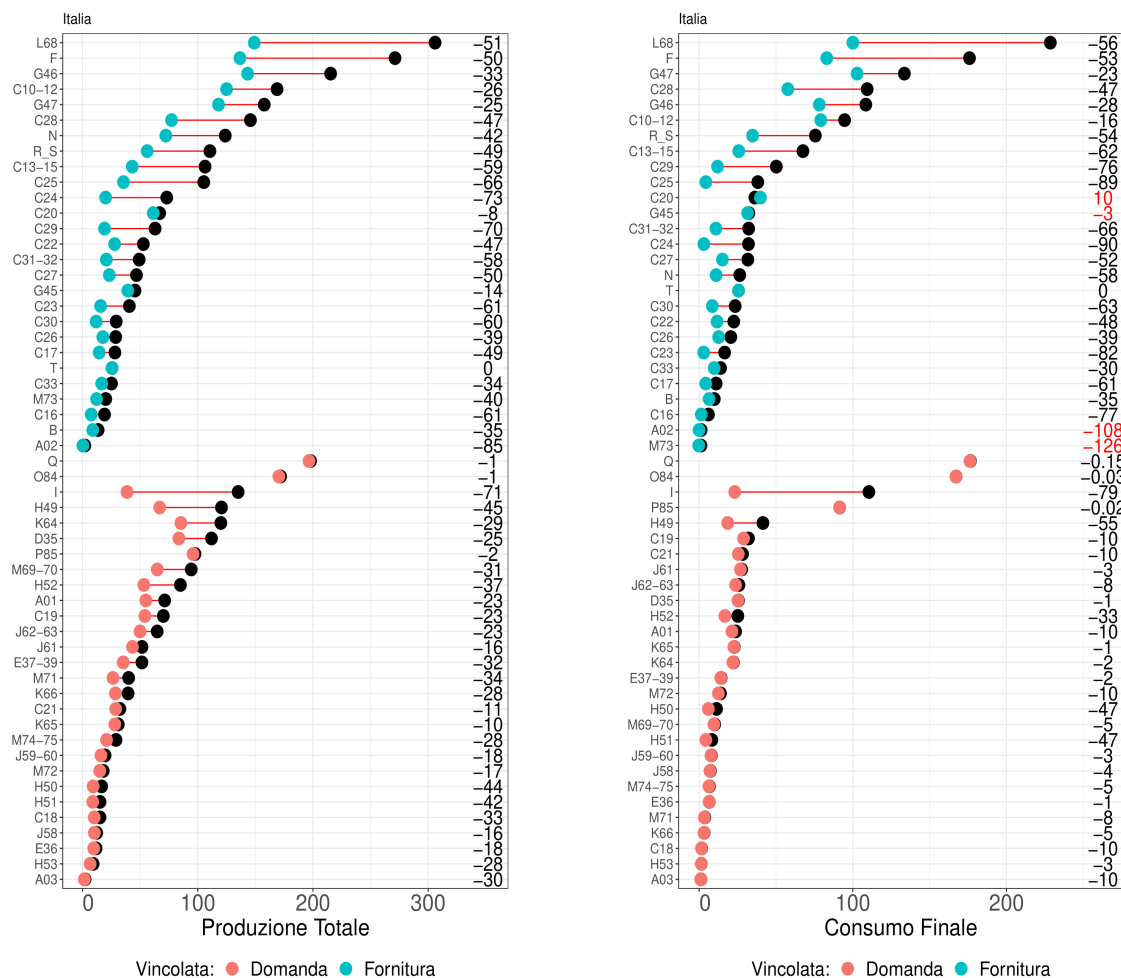 Italia
L68 −51
F −50
G46 −33
C10−12 −26
G47 −25
C28 −47
N −42
R_S −49
C13−15 −59
C25 −66
C24 −73
C20 −8
C29 −70
C22 −47
C31−32 −58
C27 −50
G45 −14
C23 −61
C30 −60
C26 −39
C17 −49
T 0
C33 −34
M73 −40
C16 −61
B −35
A02 −85
Q −1
O84 −1
I −71
H49 −45
K64 −29
D35 −25
P85 −2
M69−70 −31
H52 −37
A01 −23
C19 −23
J62−63 −23
J61 −16
E37−39 −32
M71 −34
K66 −28
C21 −11
K65 −10
M74−75 −28
J59−60 −18
M72 −17
H50 −44
H51 −42
C18 −33
J58 −16
E36 −18
H53 −28
A03 −30
0 100 200 300
Produzione Totale
Vincolata: Domanda Fornitura
Italia
L68 −56
F −53
G47 −23
C28 −47
G46 −28
C10−12 −16
R_S −54
C13−15 −62
C29 −76
C25 −89
C20 10
G45 −3
C31−32 −66
C24 −90
C27 −52
N −58
T 0
C30 −63
C22 −48
C26 −39
C23 −82
C33 −30
C17 −61
B −35
C16 −77
A02 −108
M73 −126
Q −0.15
O84 −0.03
I −79
P85 −0.02
H49 −55
C19 −10
C21 −10
J61 −3
J62−63 −8
D35 −1
H52 −33
A01 −10
K65 −1
K64 −2
E37−39 −2
M72 −10
H50 −47
M69−70 −5
H51 −47
J59−60 −3
J58 −4
M74−75 −5
E36 −1
M71 −8
K66 −5
C18 −10
H53 −3
A03 −10
0 100 200
Consumo Finale
Vincolata: Domanda Fornitura